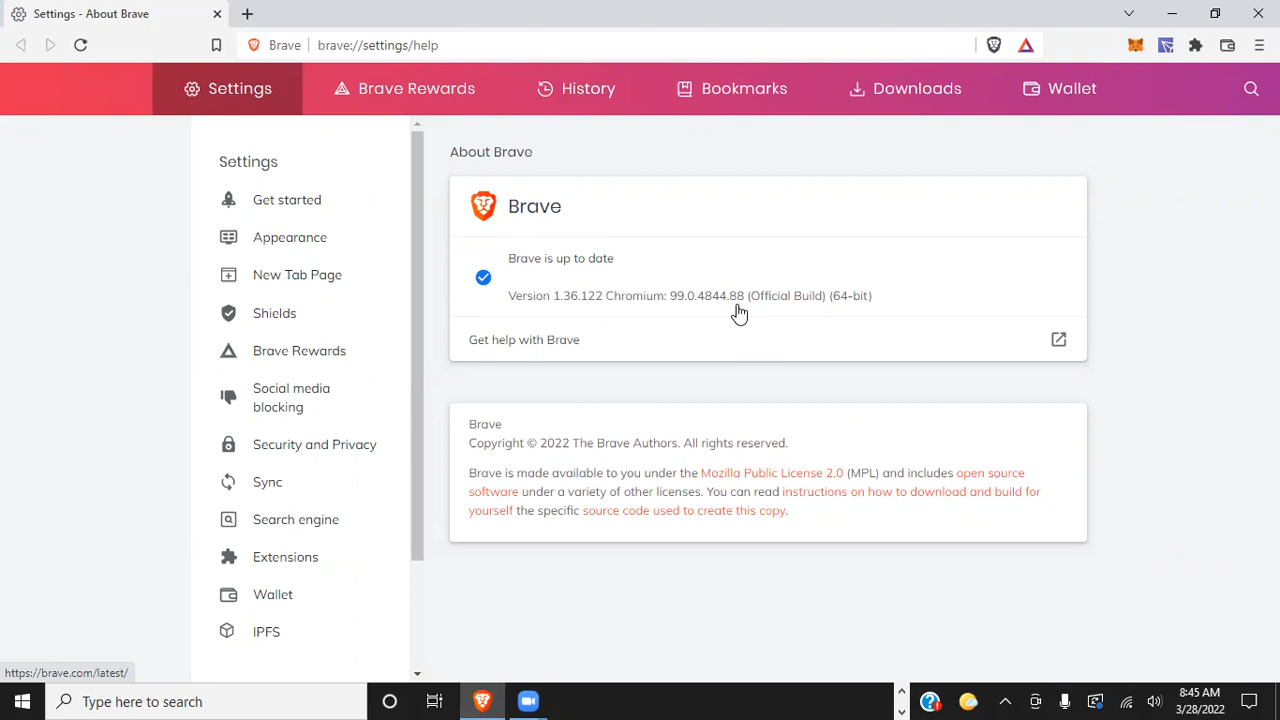 Settings - About Brave
Brave
brave://settings/help
Settings
Brave Rewards
History
Bookmarks
Downloads
Wallet
Settings
Get started
Appearance
New Tab Page
Shields
Brave Rewards
Social media
blocking
Security and Privacy
Sync
Search engine
Extensions
Wallet
IPFS
About Brave
Brave
Brave is up to date
Version 1.36.122 Chromium: 99.0.4844.88 (Official Build) (64-bit)
Get help with Brave
Brave
Copyright © 2022 The Brave Authors. All rights reserved.
Brave is made available to you under the Mozilla Public License 2.0 (MPL) and includes open source
software under a variety of other licenses. You can read instructions on how to download and build for
yourself the specific source code used to create this copy.
https://brave.com/latest/
Type here to search
8:45 AM
3/28/2022